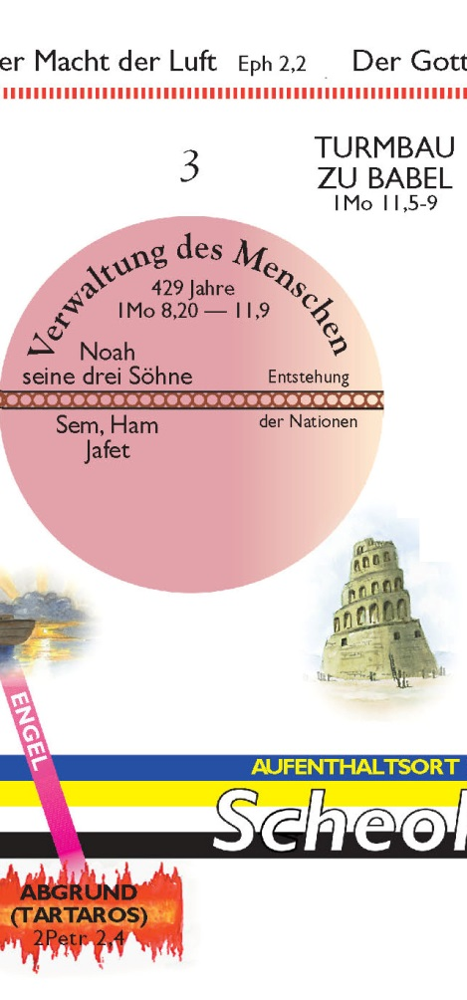 er Macht der Luft Eph 2,2 Der Gott
3
TURMBAU
ZU BABEL
1Mo 11,5-9
Verwaltung des Menschen
429 Jahre
1Mo 8,20 — 11,9
Noah
seine drei Söhne
Entstehung
Sem, Ham
der Nationen
Jafet
ENGEL
AUFENTHALTSORT
Scheol
ABGRUND
(TARTAROS)
2Petr 2,4